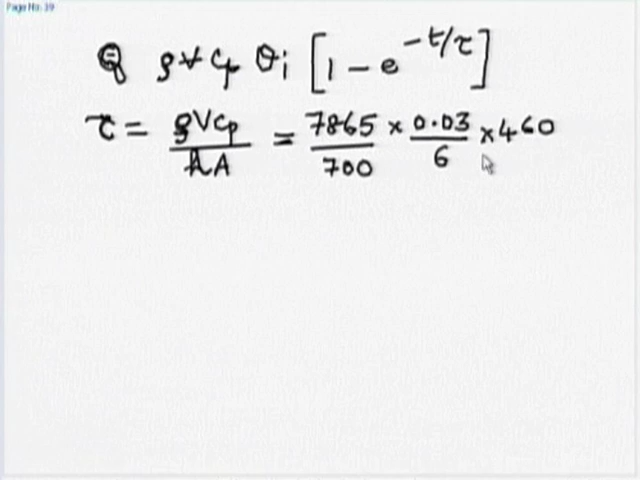 Page No: 39
Q ρ∀Cp θi [1 - e^-t/τ]
τ = ρVCp / hA = 7865/700 × 0.03/6 × 460